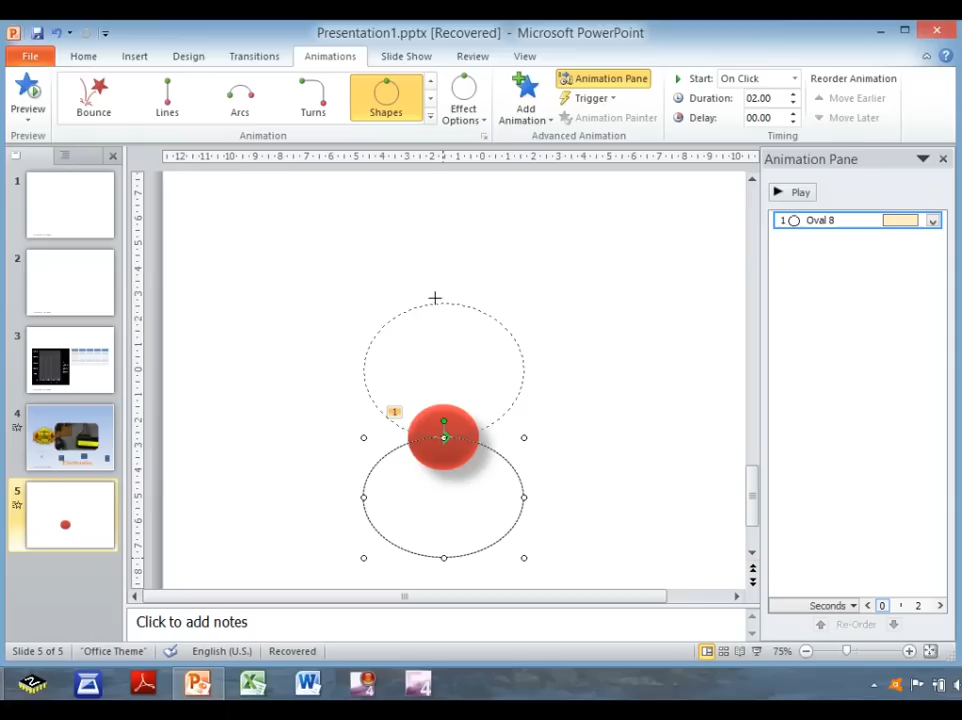 Presentation1.pptx [Recovered] - Microsoft PowerPoint
File Home Insert Design Transitions Animations Slide Show Review View
Preview
Preview
Bounce Lines Arcs Turns Shapes
Animation
Effect Options
Add Animation
Animation Pane
Trigger
Animation Painter
Advanced Animation
Start: On Click
Duration: 02.00
Delay: 00.00
Timing
Reorder Animation
Move Earlier
Move Later
Animation Pane
Play
1 Oval 8
1
2
3
4
5
1
Seconds 0 2
Re-Order
Click to add notes
Slide 5 of 5 "Office Theme" English (U.S.) Recovered 75%